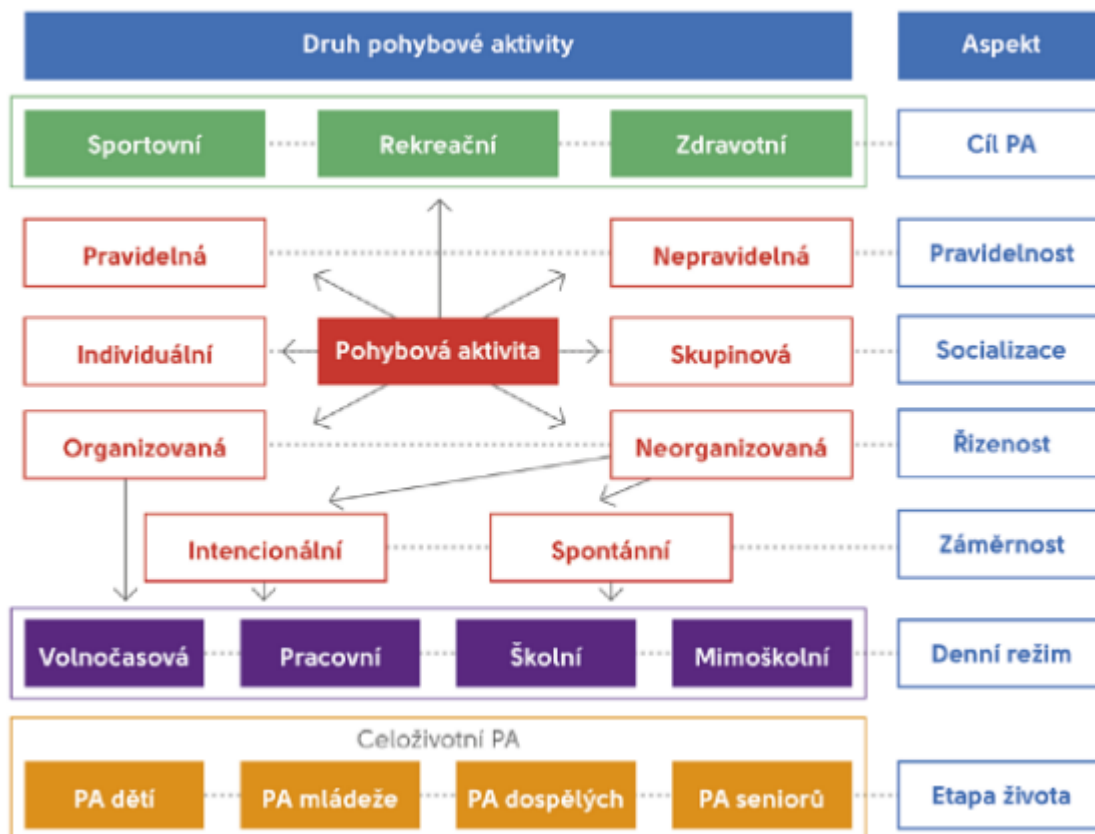 Druh pohybové aktivity Aspekt
Sportovní Rekreační Zdravotní Cíl PA
Pravidelná Nepravidelná Pravidelnost
Individuální Pohybová aktivita Skupinová Socializace
Organizovaná Neorganizovaná Řizenost
Intencionální Spontánní Záměrnost
Volnočasová Pracovní Školní Mimoškolní Denní režim
Celoživotní PA
PA dětí PA mládeže PA dospělých PA seniorů Etapa života